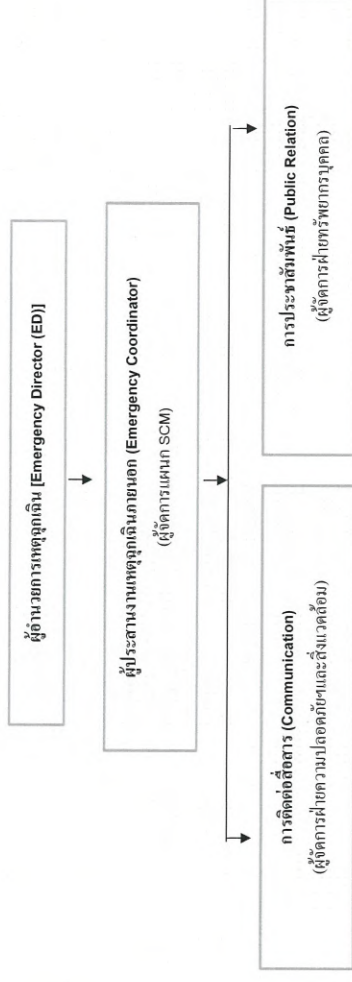 ผู้อำนวยการเหตุฉุกเฉิน [Emergency Director (ED)]
ผู้ประสานงานเหตุฉุกเฉินภายนอก (Emergency Coordinator)
(ผู้จัดการแผนก SCM)
การติดต่อสื่อสาร (Communication)
(ผู้จัดการฝ่ายความปลอดภัยฯและสิ่งแวดล้อม)
การประชาสัมพันธ์ (Public Relation)
(ผู้จัดการฝ่ายทรัพยากรบุคคล)